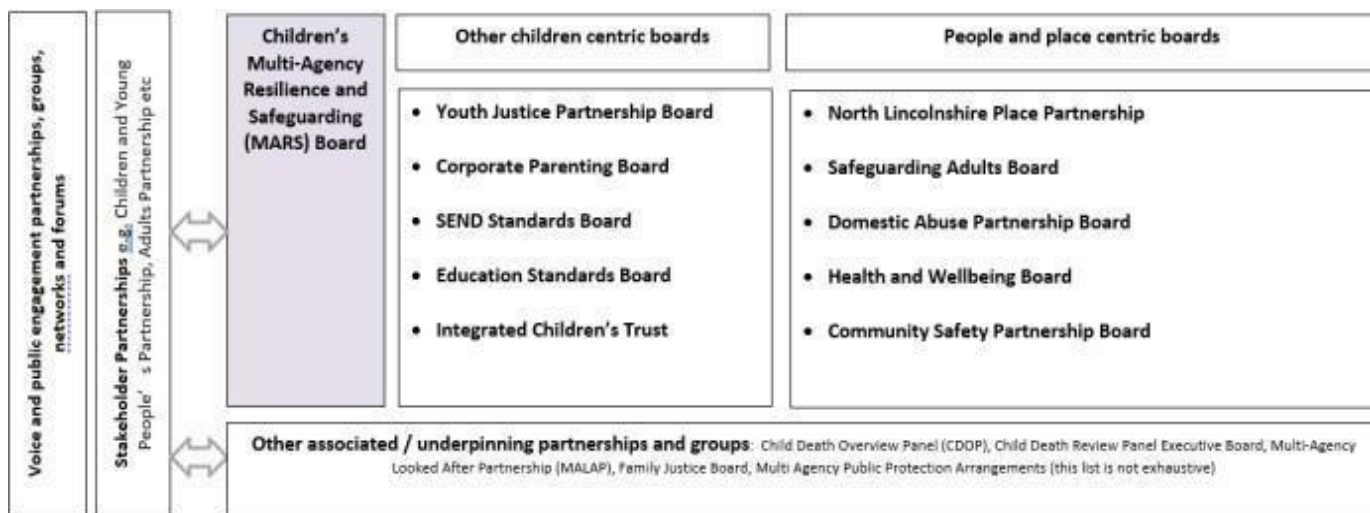 Voice and public engagement partnerships, groups,
networks and forums
Stakeholder Partnerships e.g. Children and Young
People' s Partnership, Adults Partnership etc
Children's
Multi-Agency
Resilience and
Safeguarding
(MARS) Board
Other children centric boards
• Youth Justice Partnership Board
• Corporate Parenting Board
• SEND Standards Board
• Education Standards Board
• Integrated Children's Trust
People and place centric boards
• North Lincolnshire Place Partnership
• Safeguarding Adults Board
• Domestic Abuse Partnership Board
• Health and Wellbeing Board
• Community Safety Partnership Board
Other associated / underpinning partnerships and groups: Child Death Overview Panel (CDOP), Child Death Review Panel Executive Board, Multi-Agency
Looked After Partnership (MALAP), Family Justice Board, Multi Agency Public Protection Arrangements (this list is not exhaustive)